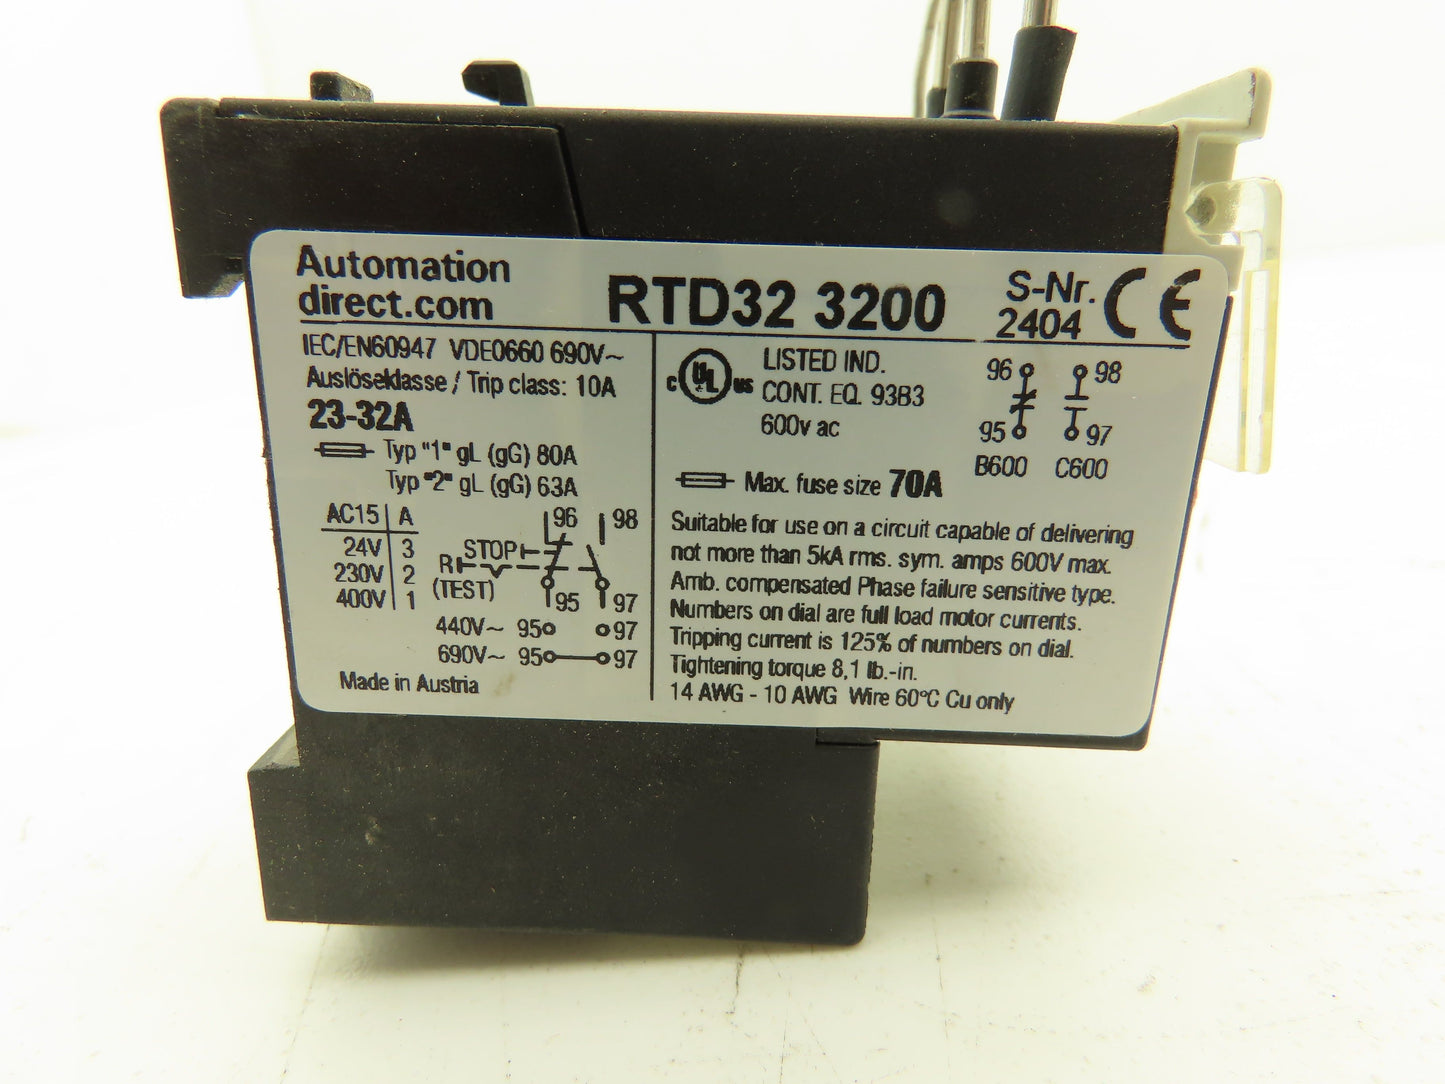 Automation
direct.com
RTD32 3200
S-Nr.
2404
CE
IEC/EN60947 VDE0660 690V~
Auslöseklasse / Trip class: 10A
23-32A
Typ "1" gL (gG) 80A
Typ "2" gL (gG) 63A
AC15 A
24V 3
230V 2
400V 1
96 98
STOP
R
(TEST)
95 97
440V~ 95 97
690V~ 95 97
Made in Austria
c UL us
LISTED IND.
CONT. EQ. 93B3
600v ac
96 98
95 97
B600 C600
Max. fuse size 70A
Suitable for use on a circuit capable of delivering
not more than 5kA rms. sym. amps 600V max.
Amb. compensated Phase failure sensitive type.
Numbers on dial are full load motor currents.
Tripping current is 125% of numbers on dial.
Tightening torque 8,1 lb.-in.
14 AWG - 10 AWG Wire 60°C Cu only